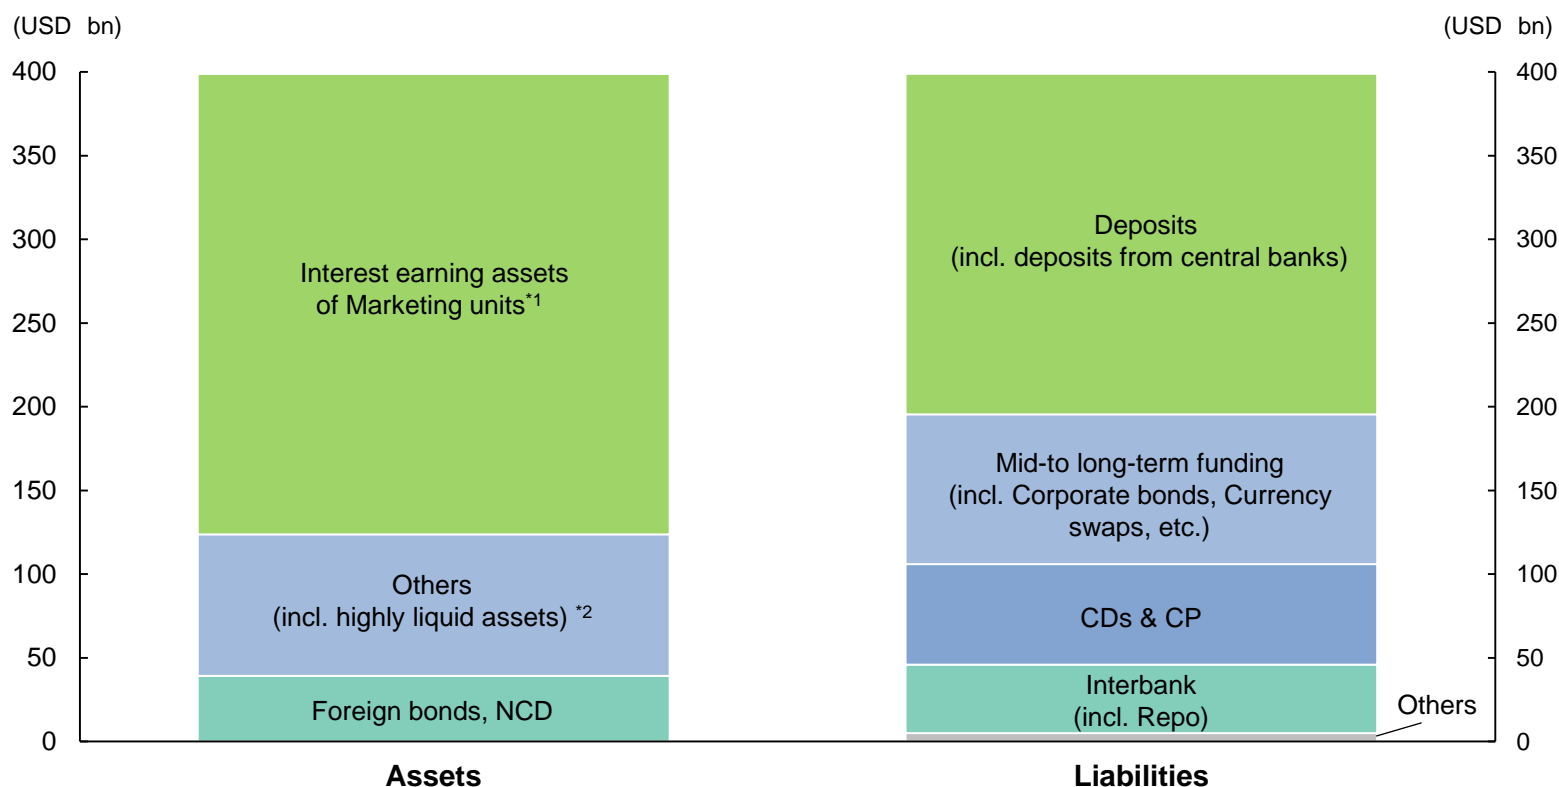 (USD bn)
(USD bn)
400
350
300
250
200
150
100
50
0
Interest earning assets
of Marketing units*1
Others
(incl. highly liquid assets) *2
Foreign bonds, NCD
Assets
Deposits
(incl. deposits from central banks)
Mid-to long-term funding
(incl. Corporate bonds, Currency
swaps, etc.)
CDs & CP
Interbank
(incl. Repo)
Others
Liabilities
400
350
300
250
200
150
100
50
0